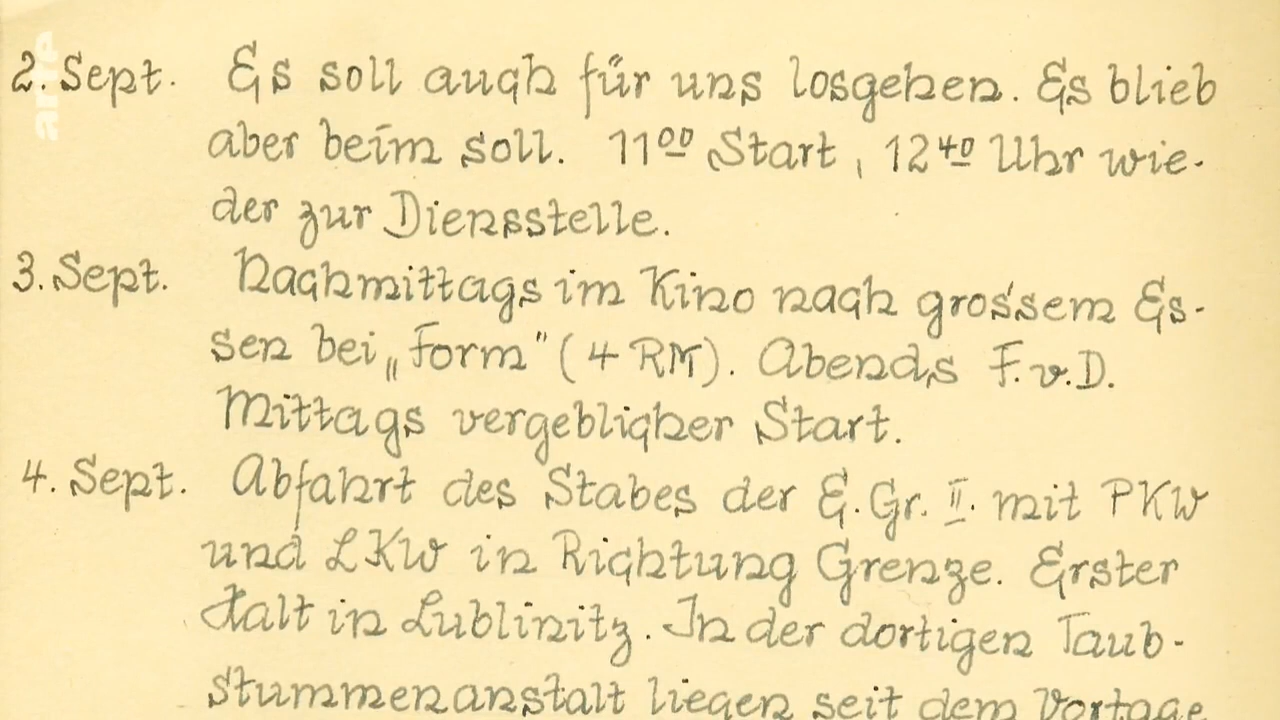 arte
2. Sept. Es soll auch für uns losgehen. Es blieb
aber beim soll. 11⁰⁰ Start, 12⁴⁰ Uhr wie-
der zur Diensstelle.
3. Sept. Nachmittags im Kino nach grossem Es-
sen bei „Form" (4 RM). Abends F.v.D.
Mittags vergeblicher Start.
4. Sept. Abfahrt des Stabes der E.Gr. II. mit PKW
und LKW in Richtung Grenze. Erster
Halt in Lublinitz. In der dortigen Taub-
stummenanstalt liegen seit dem Vortage